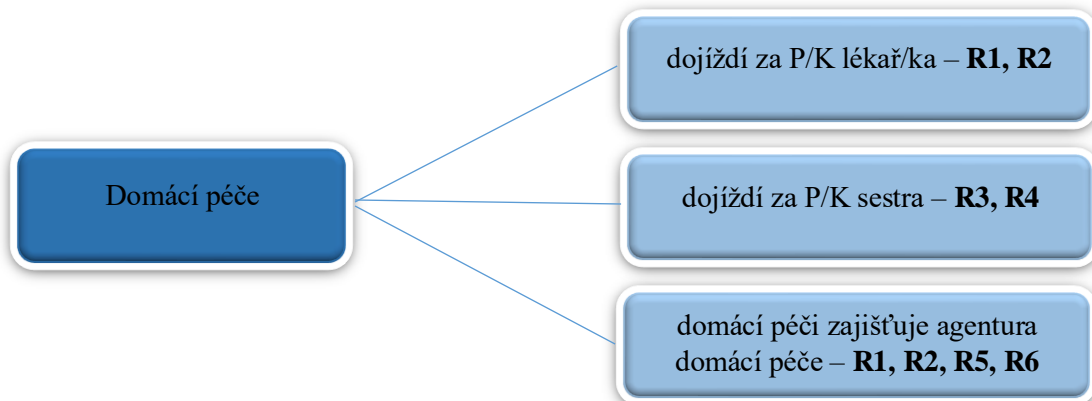 Domácí péče
dojíždí za P/K lékař/ka – R1, R2
dojíždí za P/K sestra – R3, R4
domácí péči zajišťuje agentura
domácí péče – R1, R2, R5, R6